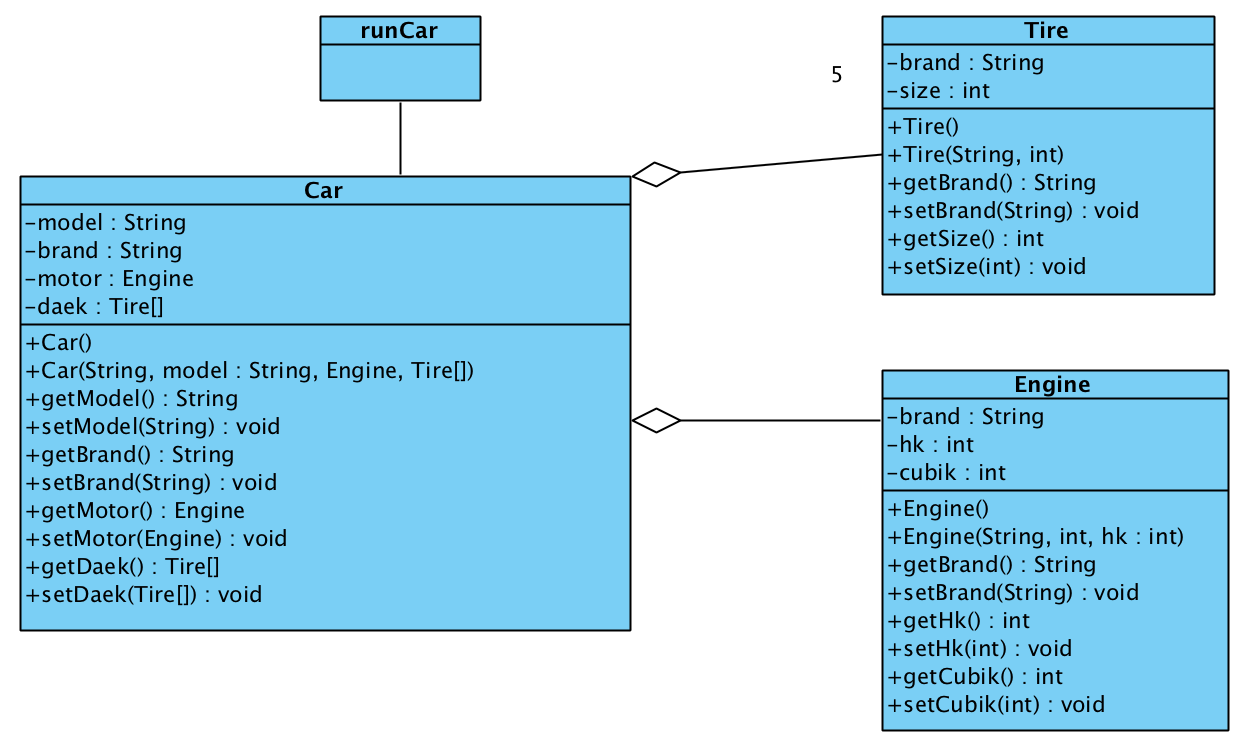 runCar
Car
-model : String
-brand : String
-motor : Engine
-daek : Tire[]
+Car()
+Car(String, model : String, Engine, Tire[])
+getModel() : String
+setModel(String) : void
+getBrand() : String
+setBrand(String) : void
+getMotor() : Engine
+setMotor(Engine) : void
+getDaek() : Tire[]
+setDaek(Tire[]) : void
5
Tire
-brand : String
-size : int
+Tire()
+Tire(String, int)
+getBrand() : String
+setBrand(String) : void
+getSize() : int
+setSize(int) : void
Engine
-brand : String
-hk : int
-cubik : int
+Engine()
+Engine(String, int, hk : int)
+getBrand() : String
+setBrand(String) : void
+getHk() : int
+setHk(int) : void
+getCubik() : int
+setCubik(int) : void